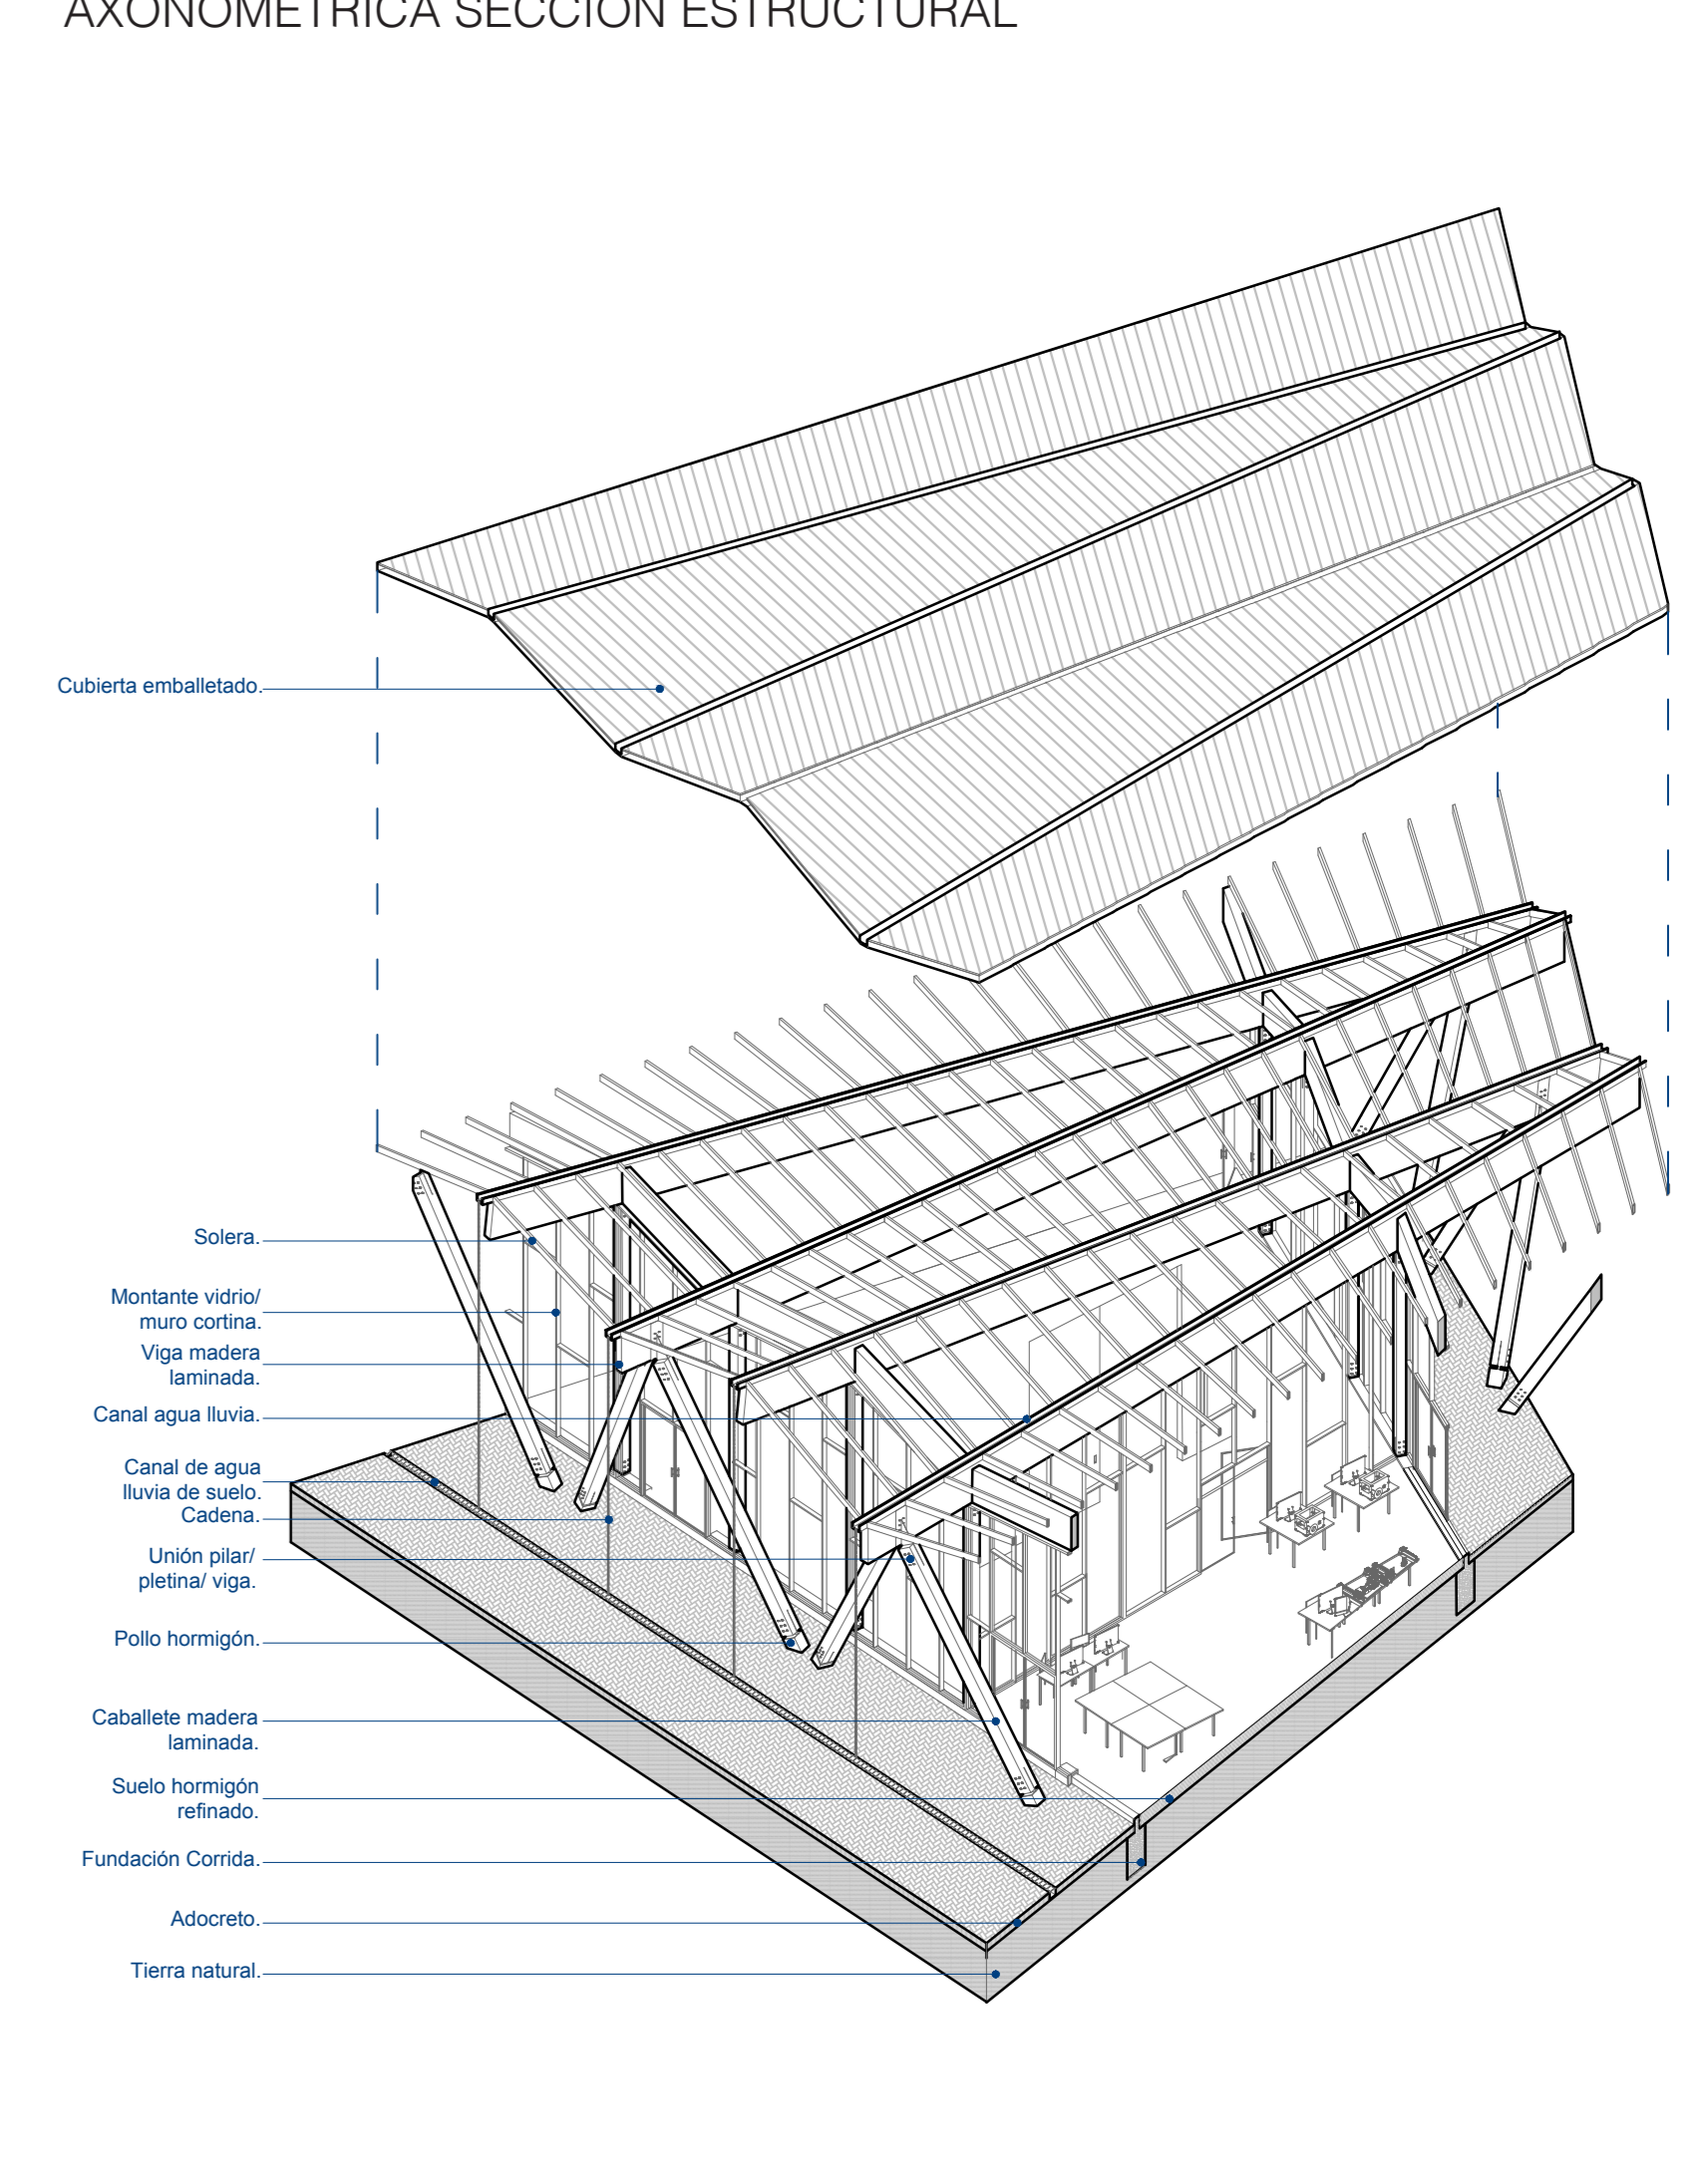 AXONOMÉTRICA SECCIÓN ESTRUCTURAL
Cubierta emballetado.
Solera.
Montante vidrio/
muro cortina.
Viga madera
laminada.
Canal agua lluvia.
Canal de agua
lluvia de suelo.
Cadena.
Unión pilar/
pletina/ viga.
Pollo hormigón.
Caballete madera
laminada.
Suelo hormigón
refinado.
Fundación Corrida.
Adocreto.
Tierra natural.